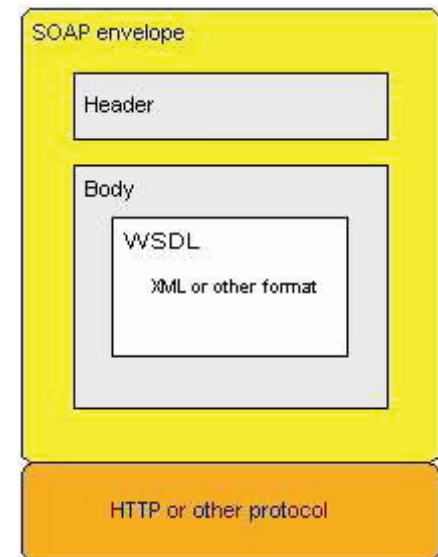 SOAP envelope
Header
Body
WSDL
XML or other format
HTTP or other protocol